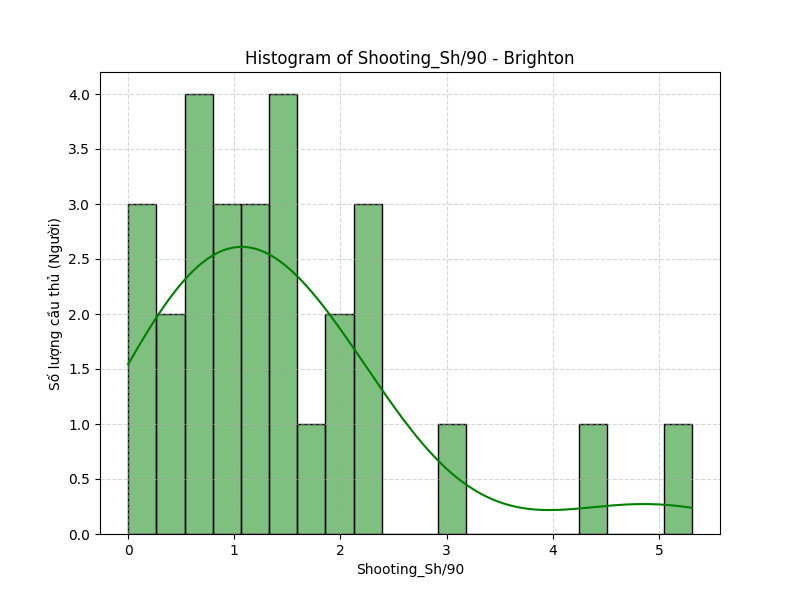 Histogram of Shooting_Sh/90 - Brighton
4.0
3.5
3.0
2.5
2.0
1.5
1.0
0.5
0.0
Số lượng cầu thủ (Người)
0 1 2 3 4 5
Shooting_Sh/90